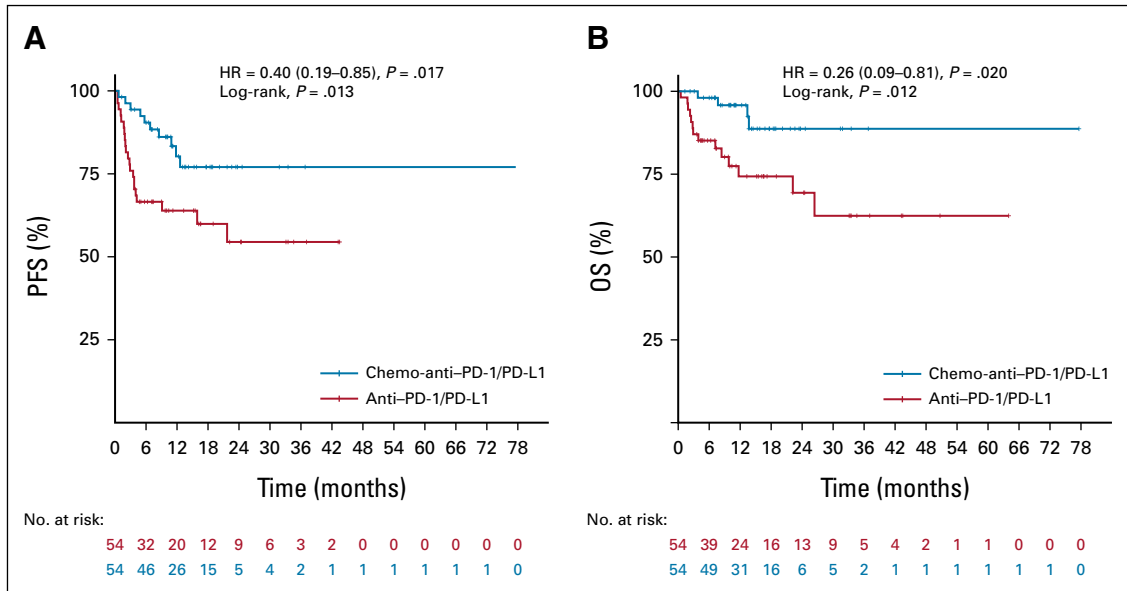 A
HR = 0.40 (0.19–0.85), P = .017
Log-rank, P = .013
100
75
50
25
PFS (%)
Chemo-anti–PD-1/PD-L1
Anti–PD-1/PD-L1
0 6 12 18 24 30 36 42 48 54 60 66 72 78
Time (months)
No. at risk:
54 32 20 12 9 6 3 2 0 0 0 0 0 0
54 46 26 15 5 4 2 1 1 1 1 1 1 0
B
HR = 0.26 (0.09–0.81), P = .020
Log-rank, P = .012
100
75
50
25
OS (%)
Chemo-anti–PD-1/PD-L1
Anti–PD-1/PD-L1
0 6 12 18 24 30 36 42 48 54 60 66 72 78
Time (months)
No. at risk:
54 39 24 16 13 9 5 4 2 1 1 0 0 0
54 49 31 16 6 5 2 1 1 1 1 1 1 0